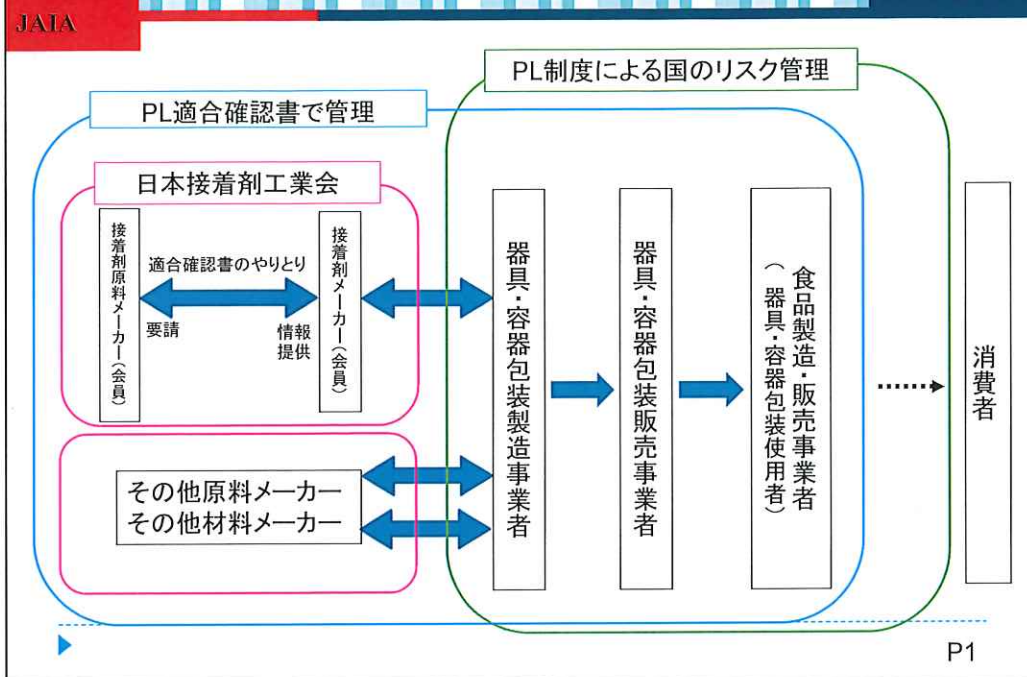 JAIA
PL制度による国のリスク管理
PL適合確認書で管理
日本接着剤工業会
接着剤原料メーカー(会員)
適合確認書のやりとり
要請
情報
提供
接着剤メーカー(会員)
その他原料メーカー
その他材料メーカー
器具・容器包装製造事業者
器具・容器包装販売事業者
食品製造・販売事業者
(器具・容器包装使用者)
消費者
P1